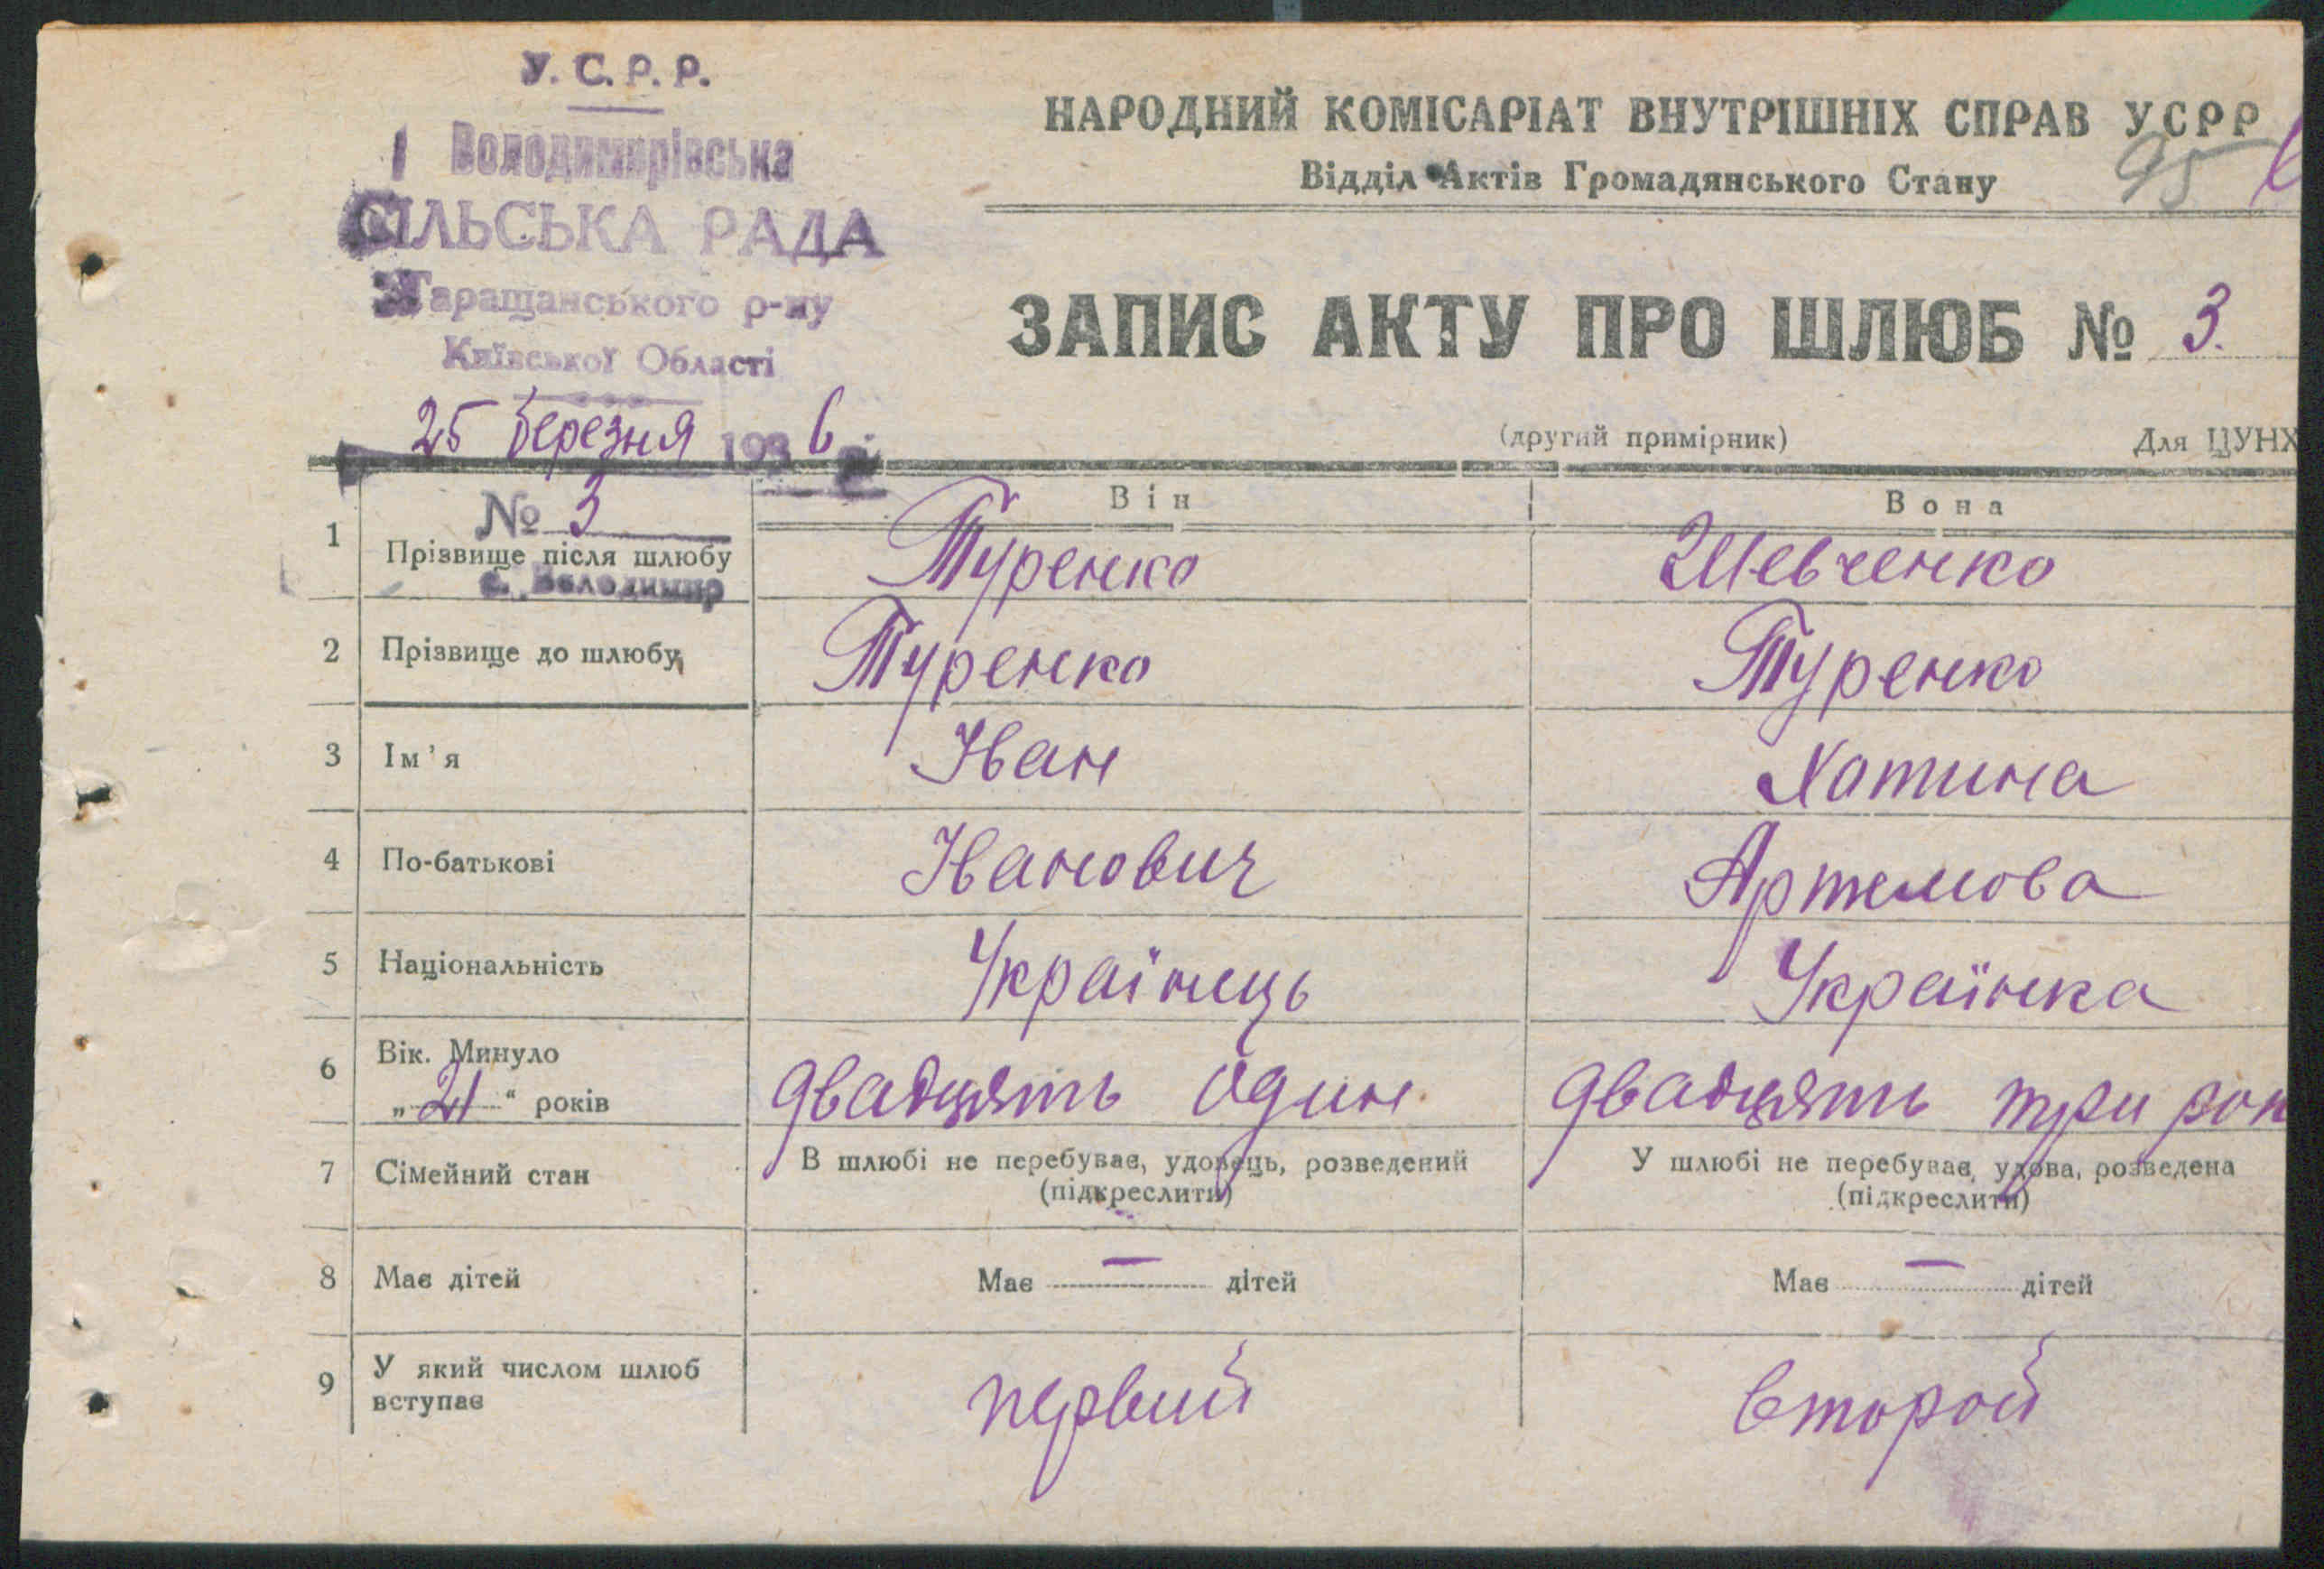 У. С. Р. Р.
Володимирівська
СІЛЬСЬКА РАДА
Таращанського р-ну
Київської Області
25 березня 1936
№ 3
с. Володимир
НАРОДНИЙ КОМІСАРІАТ ВНУТРІШНІХ СПРАВ УСРР
Відділ Актів Громадянського Стану
95
ЗАПИС АКТУ ПРО ШЛЮБ № 3.
(другий примірник) Для ЦУНХ
Він Вона
1 Прізвище після шлюбу Туренко Шевченко
2 Прізвище до шлюбу Туренко Туренко
3 Ім'я Іван Хотина
4 По-батькові Іванович Артемова
5 Національність Українець Українка
6 Вік. Минуло
„21“ років двадцять один двадцять три рок
7 Сімейний стан В шлюбі не перебуває, удовець, розведений У шлюбі не перебуває, удова, розведена
(підкреслити) (підкреслити)
8 Має дітей Має — дітей Має — дітей
9 У який числом шлюб
вступає первий второй